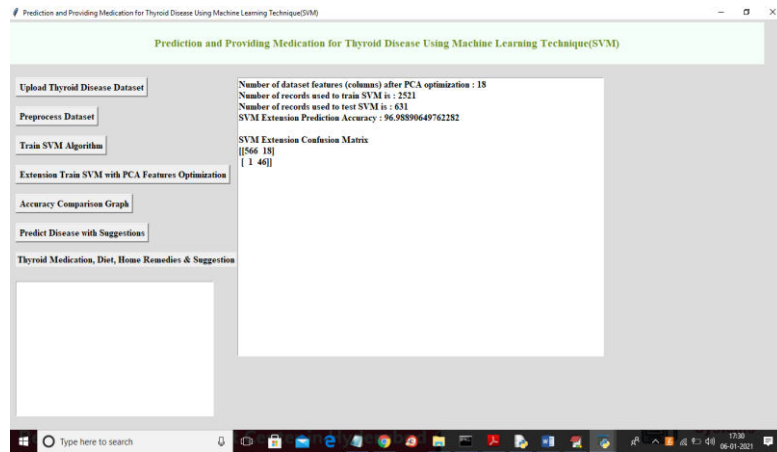 Prediction and Providing Medication for Thyroid Disease Using Machine Learning Technique(SVM)
Prediction and Providing Medication for Thyroid Disease Using Machine Learning Technique(SVM)
Upload Thyroid Disease Dataset
Preprocess Dataset
Train SVM Algorithm
Extension Train SVM with PCA Features Optimization
Accuracy Comparison Graph
Predict Disease with Suggestions
Thyroid Medication, Diet, Home Remedies & Suggestion
Number of dataset features (columns) after PCA optimization : 18
Number of records used to train SVM is : 2521
Number of records used to test SVM is : 631
SVM Extension Prediction Accuracy : 96.98890649762282
SVM Extension Confusion Matrix
[[566 18]
[ 1 46]]
Type here to search
17:30
06-01-2021